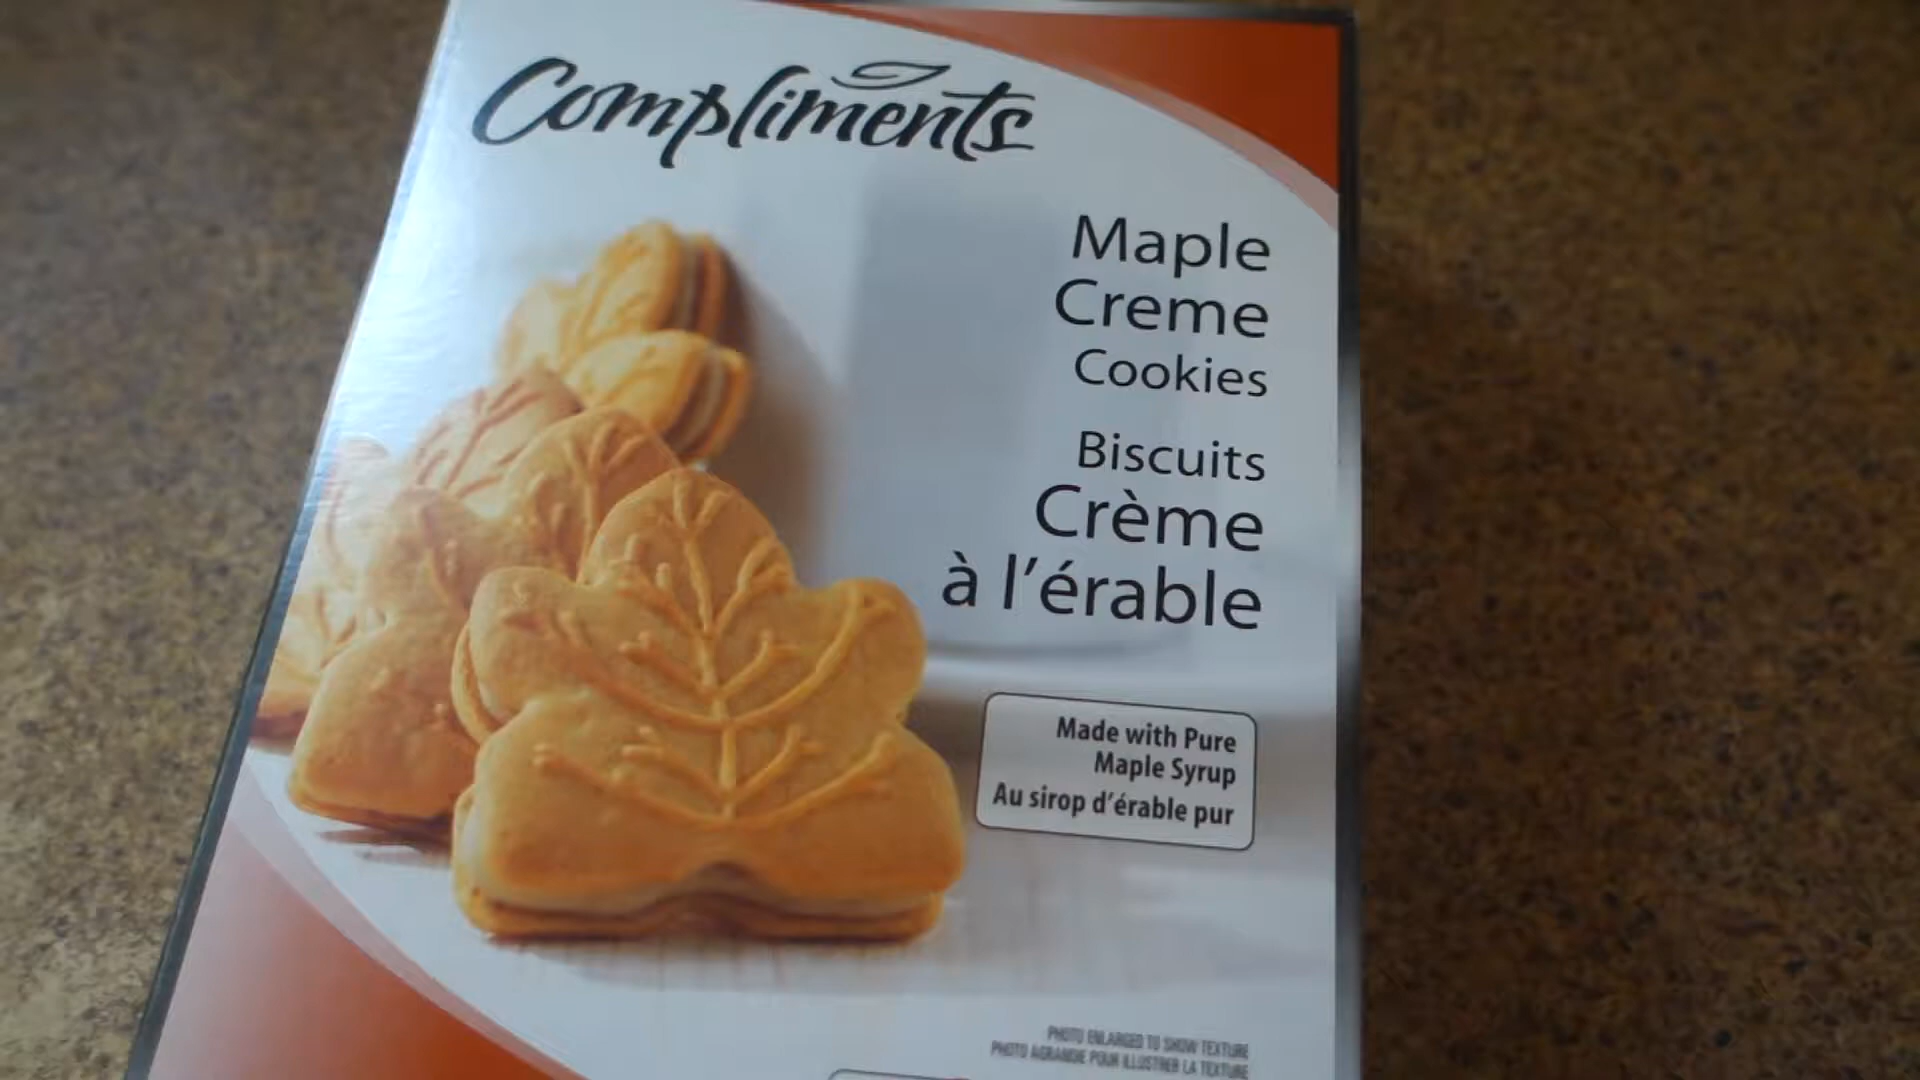 Compliments
Maple
Creme
Cookies
Biscuits
Crème
à l'érable
Made with Pure
Maple Syrup
Au sirop d'érable pur
PHOTO ENLARGED TO SHOW TEXTURE
PHOTO AGRANDIE POUR ILLUSTRER LA TEXTURE